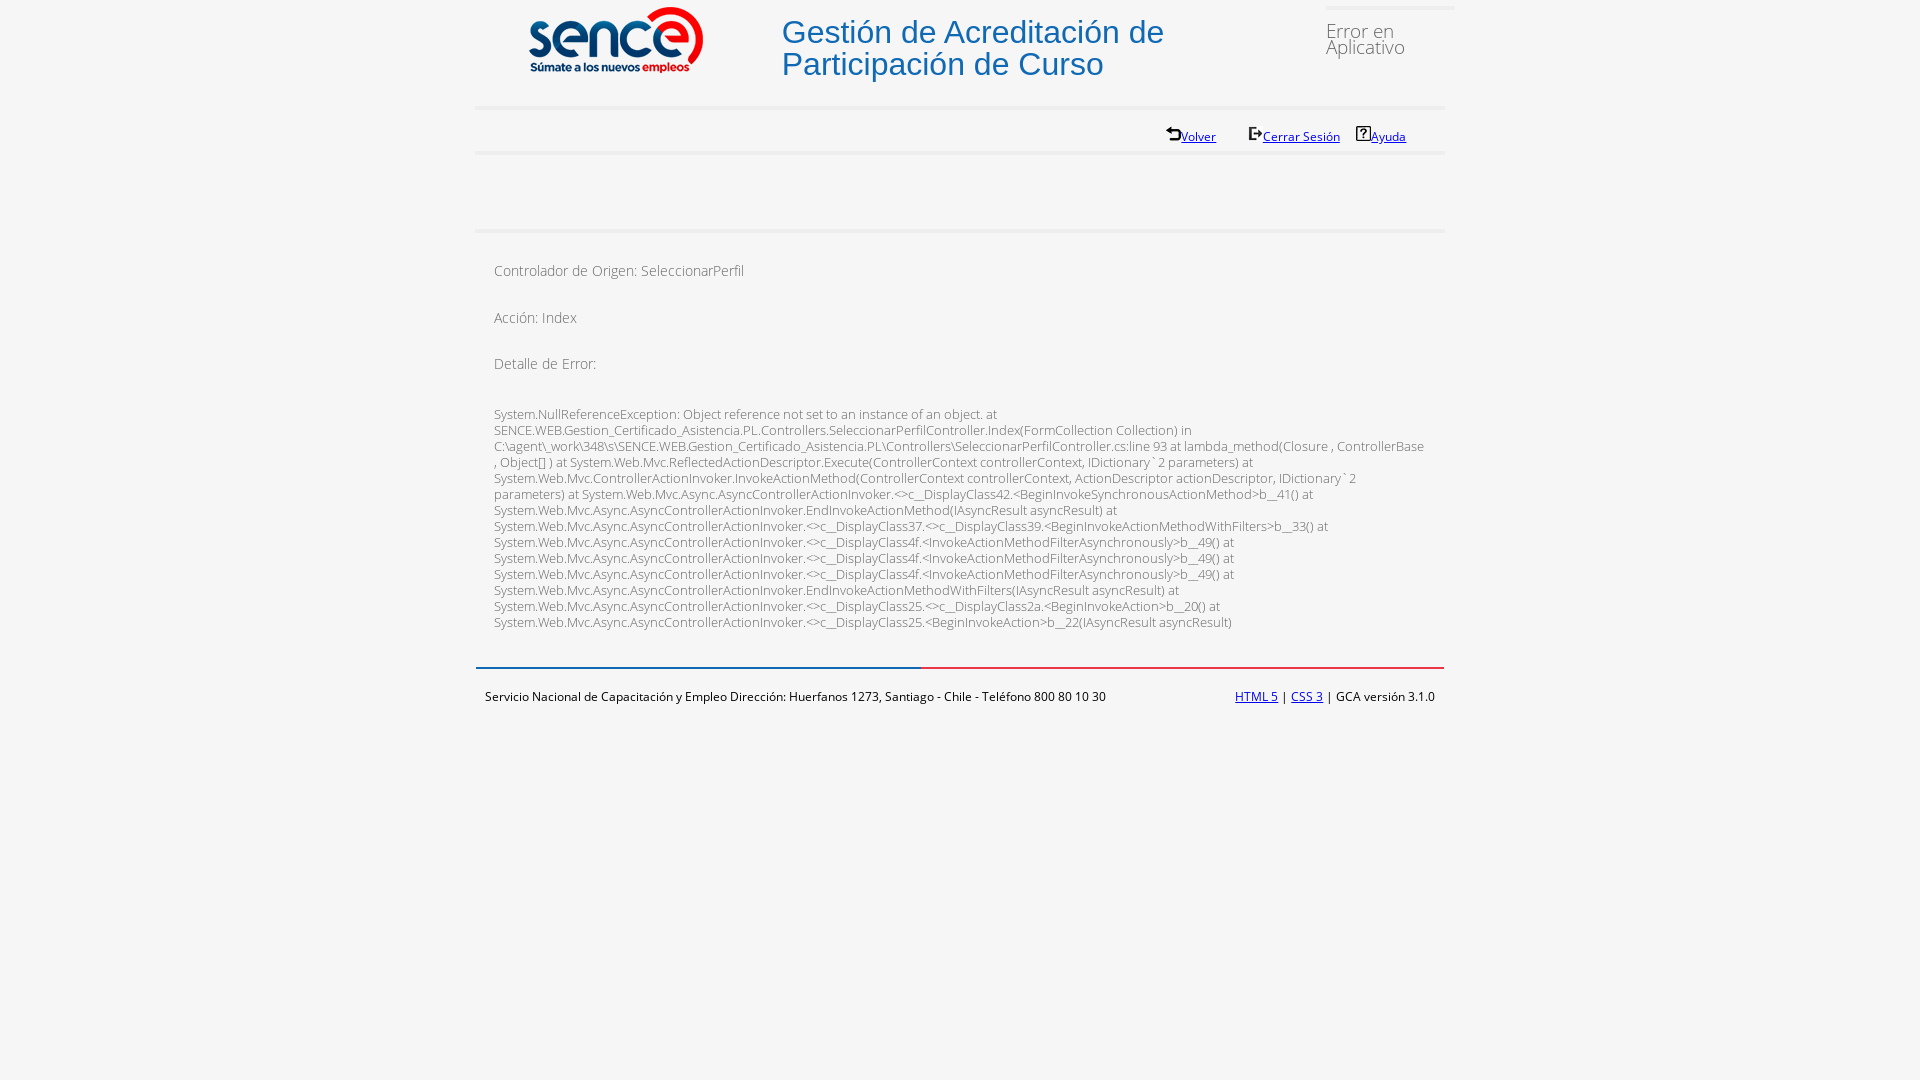 sence
Súmate a los nuevos empleos
Gestión de Acreditación de
Participación de Curso
Error en
Aplicativo
Volver
Cerrar Sesión
Ayuda
Controlador de Origen: SeleccionarPerfil
Acción: Index
Detalle de Error:
System.NullReferenceException: Object reference not set to an instance of an object. at
SENCE.WEB.Gestion_Certificado_Asistencia.PL.Controllers.SeleccionarPerfilController.Index(FormCollection Collection) in
C:\agent\_work\348\s\SENCE.WEB.Gestion_Certificado_Asistencia.PL\Controllers\SeleccionarPerfilController.cs:line 93 at lambda_method(Closure , ControllerBase
, Object[] ) at System.Web.Mvc.ReflectedActionDescriptor.Execute(ControllerContext controllerContext, IDictionary`2 parameters) at
System.Web.Mvc.ControllerActionInvoker.InvokeActionMethod(ControllerContext controllerContext, ActionDescriptor actionDescriptor, IDictionary`2
parameters) at System.Web.Mvc.Async.AsyncControllerActionInvoker.<>c__DisplayClass42.<BeginInvokeSynchronousActionMethod>b__41() at
System.Web.Mvc.Async.AsyncControllerActionInvoker.EndInvokeActionMethod(IAsyncResult asyncResult) at
System.Web.Mvc.Async.AsyncControllerActionInvoker.<>c__DisplayClass37.<>c__DisplayClass39.<BeginInvokeActionMethodWithFilters>b__33() at
System.Web.Mvc.Async.AsyncControllerActionInvoker.<>c__DisplayClass4f.<InvokeActionMethodFilterAsynchronously>b__49() at
System.Web.Mvc.Async.AsyncControllerActionInvoker.<>c__DisplayClass4f.<InvokeActionMethodFilterAsynchronously>b__49() at
System.Web.Mvc.Async.AsyncControllerActionInvoker.<>c__DisplayClass4f.<InvokeActionMethodFilterAsynchronously>b__49() at
System.Web.Mvc.Async.AsyncControllerActionInvoker.EndInvokeActionMethodWithFilters(IAsyncResult asyncResult) at
System.Web.Mvc.Async.AsyncControllerActionInvoker.<>c__DisplayClass25.<>c__DisplayClass2a.<BeginInvokeAction>b__20() at
System.Web.Mvc.Async.AsyncControllerActionInvoker.<>c__DisplayClass25.<BeginInvokeAction>b__22(IAsyncResult asyncResult)
Servicio Nacional de Capacitación y Empleo Dirección: Huerfanos 1273, Santiago - Chile - Teléfono 800 80 10 30
HTML 5 | CSS 3 | GCA versión 3.1.0